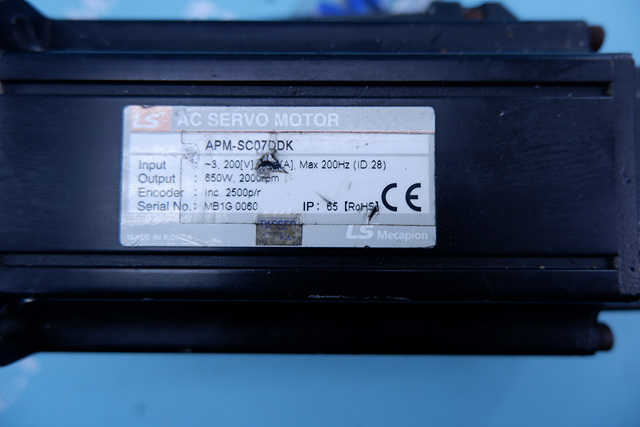 LS AC SERVO MOTOR
APM-SC07DDK
Input : ~3, 200[V], [A], Max 200Hz (ID 28)
Output : 650W, 2000rpm
Encoder : Inc. 2500p/r
Serial No. : MB1G 0060 IP : 65 [RoHS] CE
PASSED
MADE IN KOREA LS Mecapion